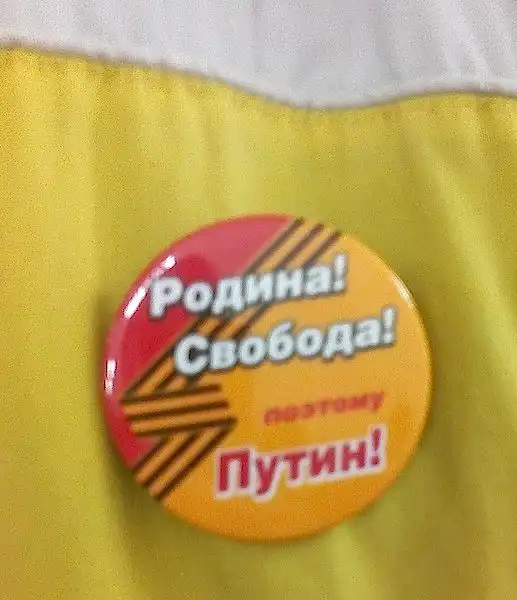 Родина!
Свобода!
поэтому
Путин!